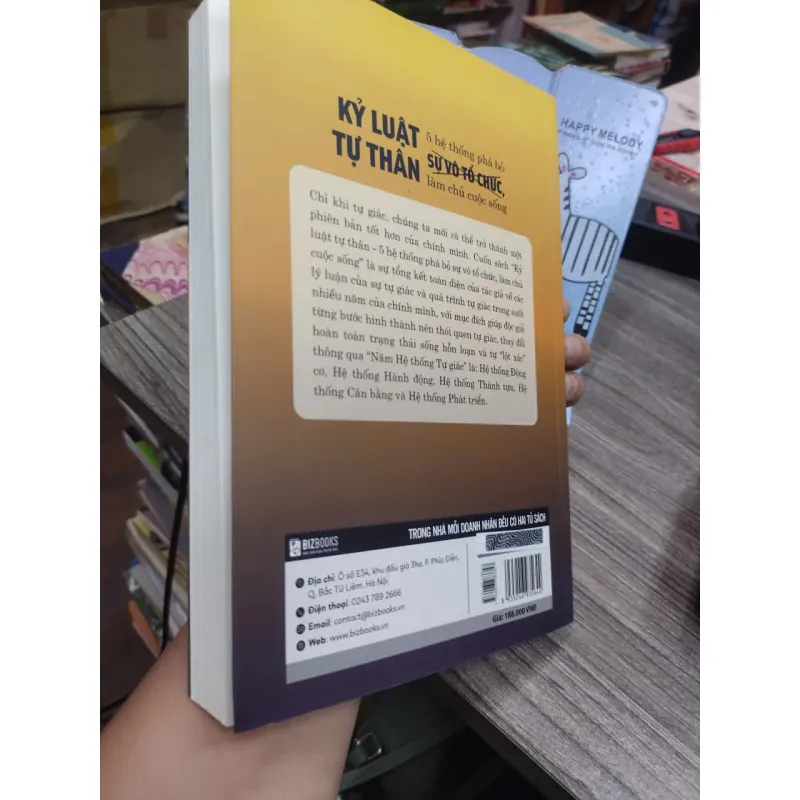 KỶ LUẬT
TỰ THÂN
5 hệ thống phá bỏ
SỰ VÔ TỔ CHỨC,
làm chủ cuộc sống
Chỉ khi tự giác, chúng ta mới có thể trở thành một
phiên bản tốt hơn của chính mình. Cuốn sách "Kỷ
luật tự thân – 5 hệ thống phá bỏ sự vô tổ chức, làm chủ
cuộc sống" là sự tổng kết toàn diện của tác giả về các
lý luận của sự tự giác và quá trình tự giác trong suốt
nhiều năm của chính mình, với mục đích giúp độc giả
từng bước hình thành nên thói quen tự giác, thay đổi
hoàn toàn trạng thái sống hỗn loạn và tự "lột xác"
thông qua "Năm Hệ thống Tự giác" là: Hệ thống Động
cơ, Hệ thống Hành động, Hệ thống Thành tựu, Hệ
thống Cân bằng và Hệ thống Phát triển.
BIZBOOKS
TRONG NHÀ MỖI DOANH NHÂN ĐỀU CÓ HAI TỦ SÁCH
Địa chỉ: Ô số E34, khu đấu giá 3ha, P. Phúc Diễn,
Q. Bắc Từ Liêm, Hà Nội
Điện thoại: 0243 789 2666
Email: contact@bizbooks.vn
Web: www.bizbooks.vn
Giá: 168.000 VNĐ
HAPPY MELODY